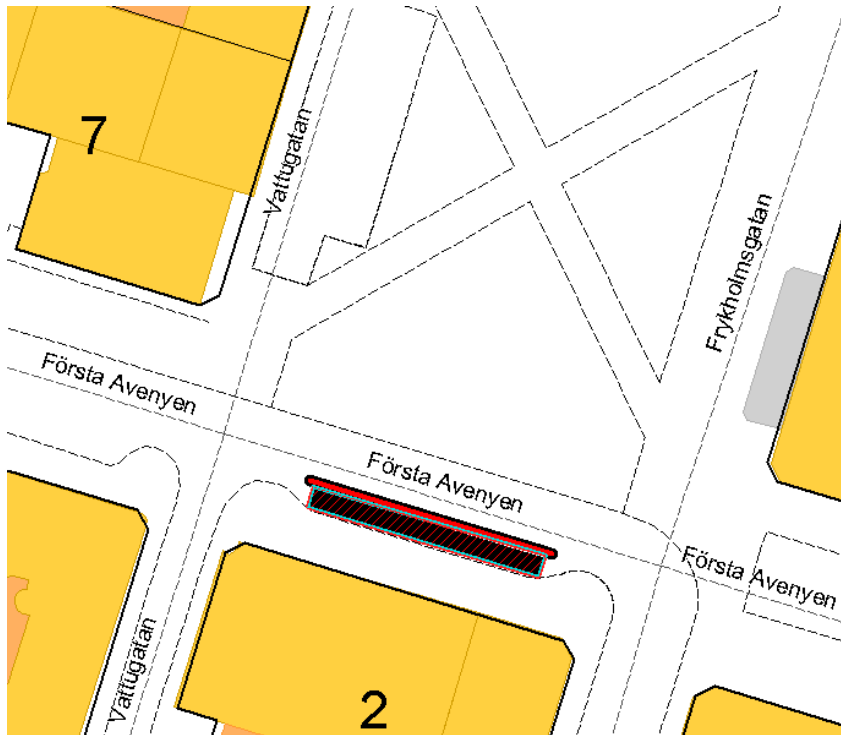 7
Vattugatan
Frykholmsgatan
Första Avenyen
Första Avenyen
Första Avenyen
Vattugatan
2